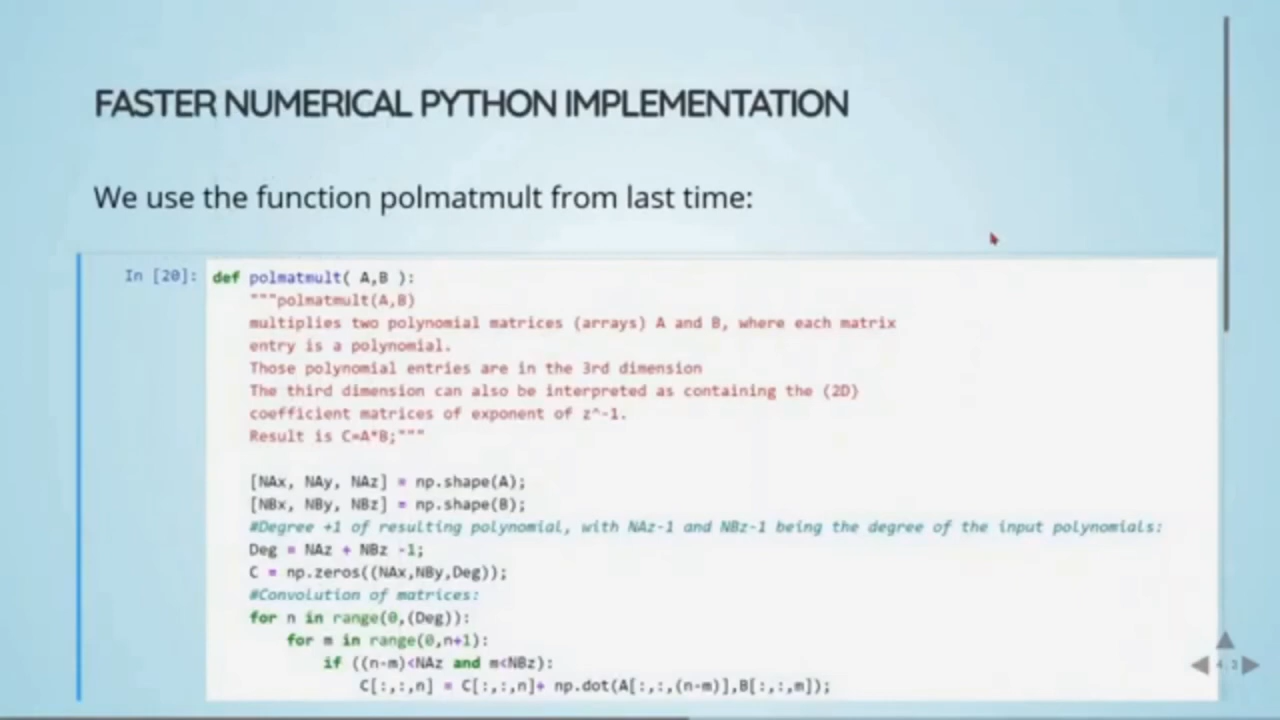 FASTER NUMERICAL PYTHON IMPLEMENTATION
We use the function polmatmult from last time:
In [20]: def polmatmult( A,B ):
"""polmatmult(A,B)
multiplies two polynomial matrices (arrays) A and B, where each matrix
entry is a polynomial.
Those polynomial entries are in the 3rd dimension
The third dimension can also be interpreted as containing the (2D)
coefficient matrices of exponent of z^-1.
Result is C=A*B;"""
[NAx, NAy, NAz] = np.shape(A);
[NBx, NBy, NBz] = np.shape(B);
#Degree +1 of resulting polynomial, with NAz-1 and NBz-1 being the degree of the input polynomials:
Deg = NAz + NBz -1;
C = np.zeros((NAx,NBy,Deg));
#Convolution of matrices:
for n in range(0,(Deg)):
for m in range(0,n+1):
if ((n-m)<NAz and m<NBz):
C[:,:,n] = C[:,:,n]+ np.dot(A[:,:,(n-m)],B[:,:,m]);